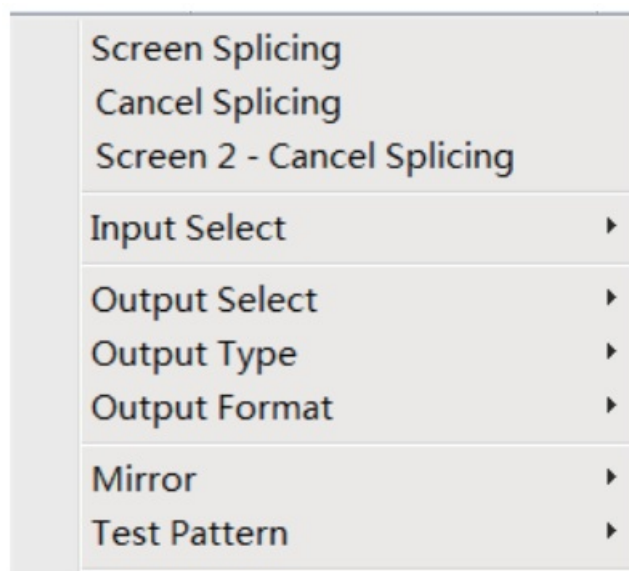 Screen Splicing
Cancel Splicing
Screen 2 - Cancel Splicing
Input Select
Output Select
Output Type
Output Format
Mirror
Test Pattern